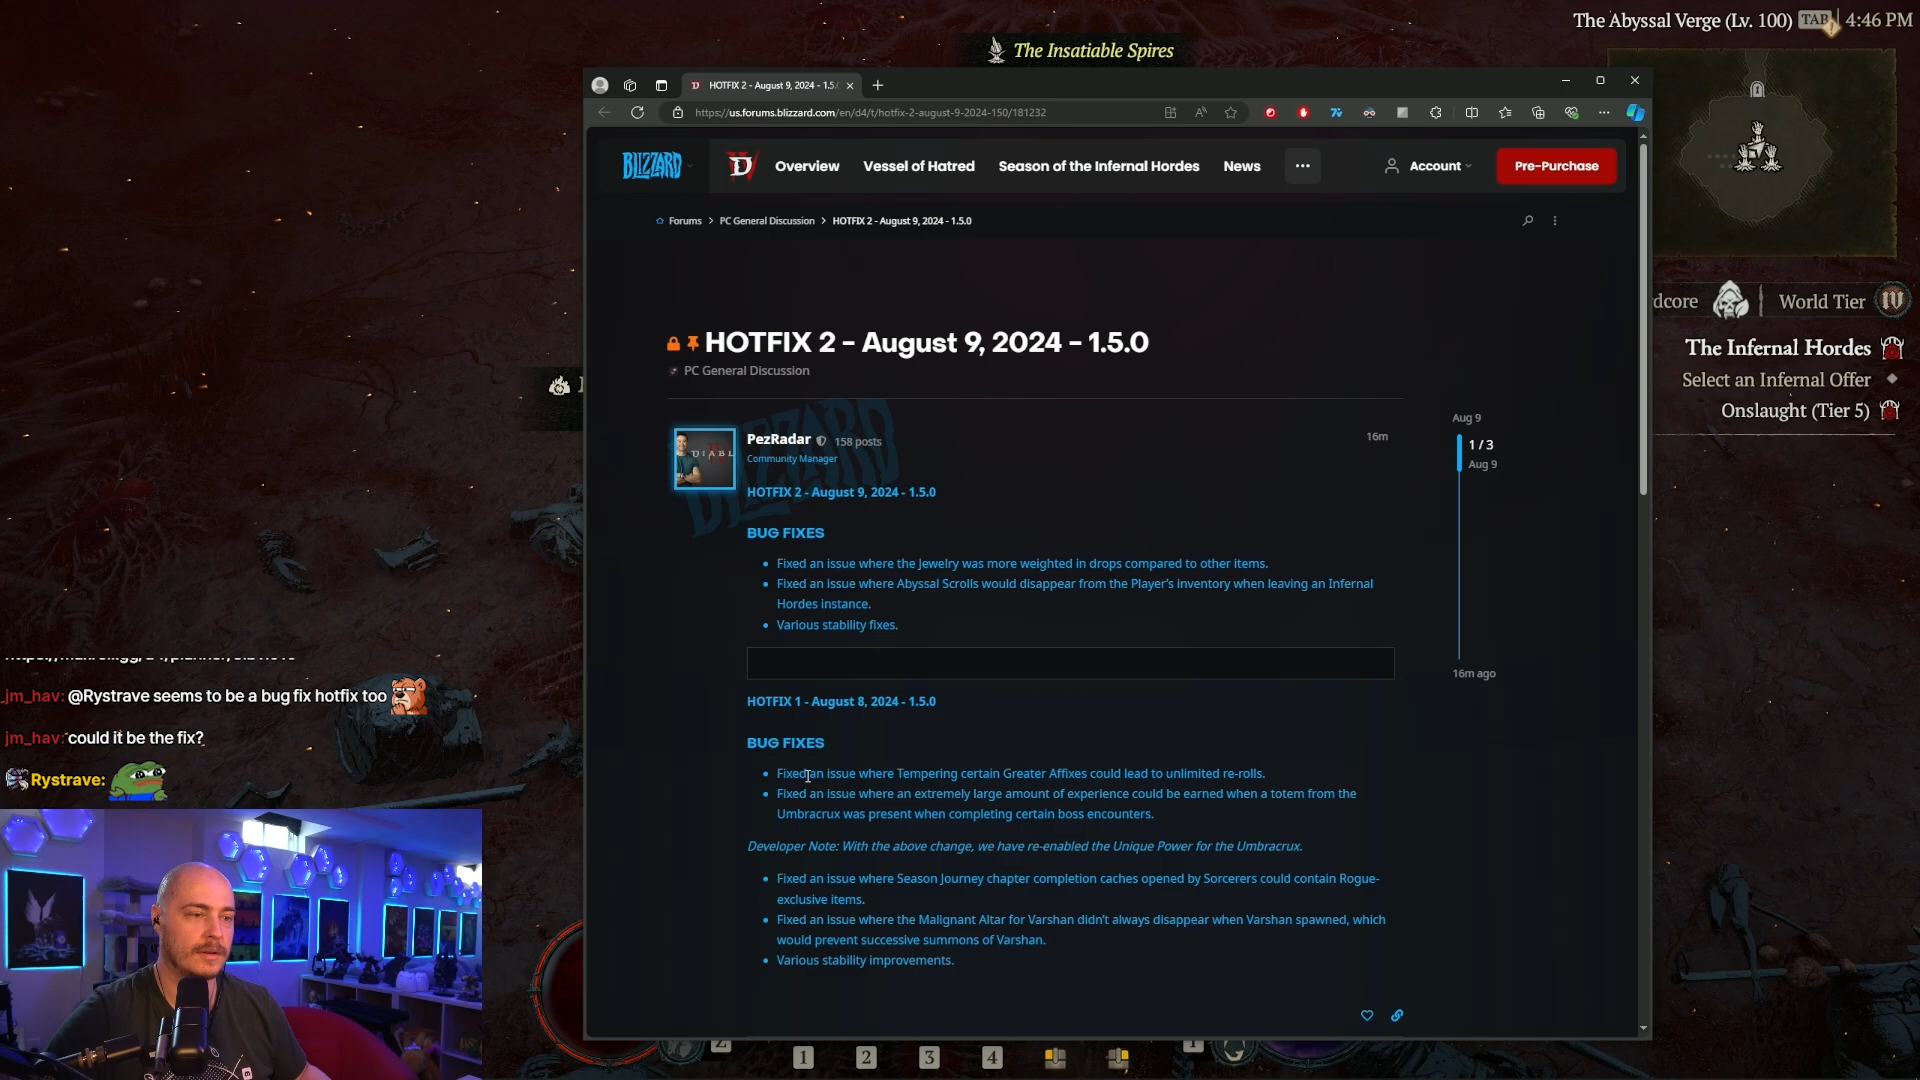 The Abyssal Verge (Lv. 100) TAB 4:46 PM
The Insatiable Spires
HOTFIX 2 - August 9, 2024 - 1.5.
https://us.forums.blizzard.com/en/d4/t/hotfix-2-august-9-2024-150/181232
BLIZZARD
Overview
Vessel of Hatred
Season of the Infernal Hordes
News
Account
Pre-Purchase
Forums > PC General Discussion > HOTFIX 2 - August 9, 2024 - 1.5.0
World Tier IV
The Infernal Hordes
Select an Infernal Offer
Onslaught (Tier 5)
HOTFIX 2 - August 9, 2024 - 1.5.0
PC General Discussion
PezRadar 158 posts
16m
Community Manager
Aug 9
1 / 3
Aug 9
16m ago
HOTFIX 2 - August 9, 2024 - 1.5.0
BUG FIXES
Fixed an issue where the Jewelry was more weighted in drops compared to other items.
Fixed an issue where Abyssal Scrolls would disappear from the Player's inventory when leaving an Infernal
Hordes instance.
Various stability fixes.
HOTFIX 1 - August 8, 2024 - 1.5.0
BUG FIXES
Fixed an issue where Tempering certain Greater Affixes could lead to unlimited re-rolls.
Fixed an issue where an extremely large amount of experience could be earned when a totem from the
Umbracrux was present when completing certain boss encounters.
Developer Note: With the above change, we have re-enabled the Unique Power for the Umbracrux.
Fixed an issue where Season Journey chapter completion caches opened by Sorcerers could contain Rogue-
exclusive items.
Fixed an issue where the Malignant Altar for Varshan didn't always disappear when Varshan spawned, which
would prevent successive summons of Varshan.
Various stability improvements.
jm_hav: @Rystrave seems to be a bug fix hotfix too
jm_hav: could it be the fix?
Rystrave:
1 2 3 4